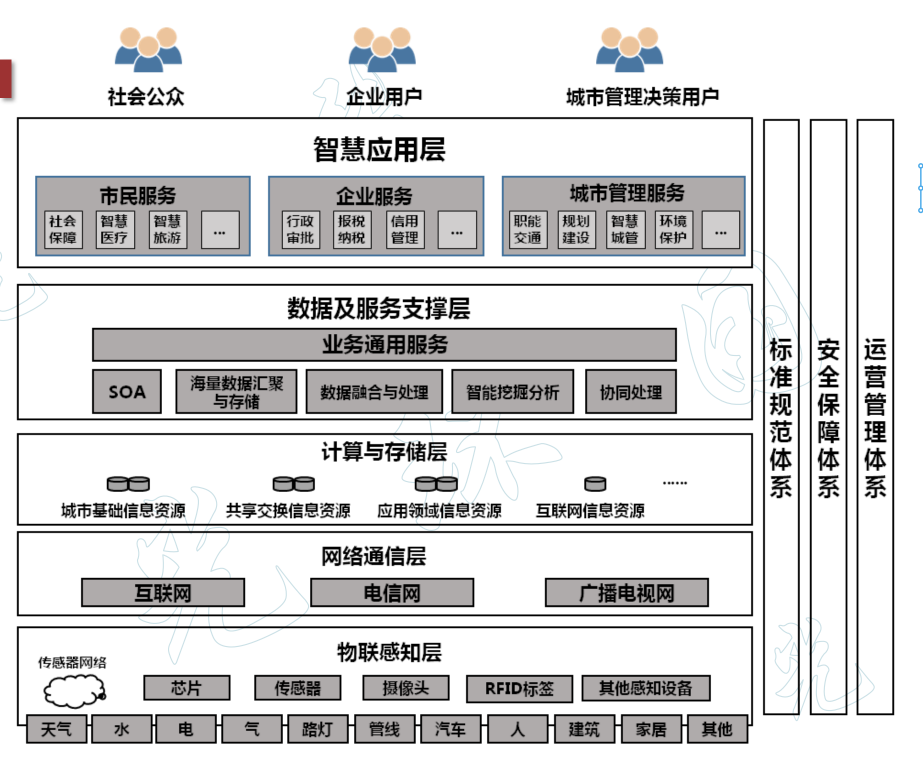 社会公众 企业用户 城市管理决策用户
智慧应用层
市民服务 企业服务 城市管理服务
社会保障 智慧医疗 智慧旅游 ... 行政审批 报税纳税 信用管理 ... 职能交通 规划建设 智慧城管 环境保护 ...
数据及服务支撑层
业务通用服务
SOA 海量数据汇聚与存储 数据融合与处理 智能挖掘分析 协同处理
计算与存储层
城市基础信息资源 共享交换信息资源 应用领域信息资源 互联网信息资源 ……
网络通信层
互联网 电信网 广播电视网
物联感知层
传感器网络
芯片 传感器 摄像头 RFID标签 其他感知设备
天气 水 电 气 路灯 管线 汽车 人 建筑 家居 其他
标准规范体系
安全保障体系
运营管理体系